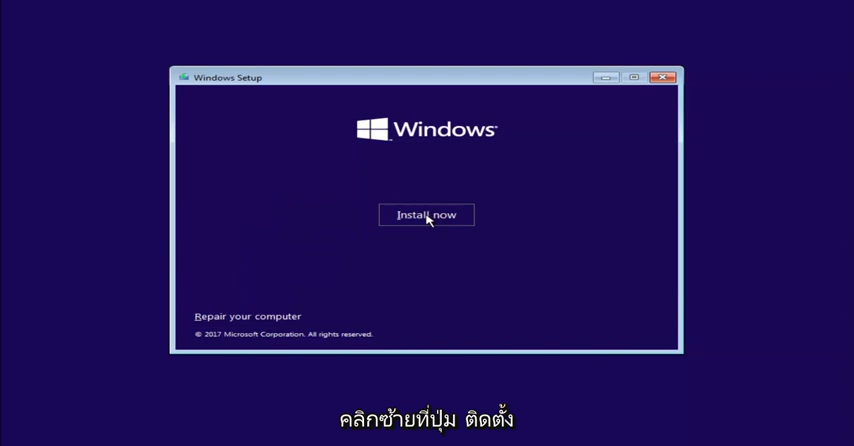 Windows Setup
Windows
Install now
Repair your computer
© 2017 Microsoft Corporation. All rights reserved.
คลิกซ้ายที่ปุ่ม ติดตั้ง